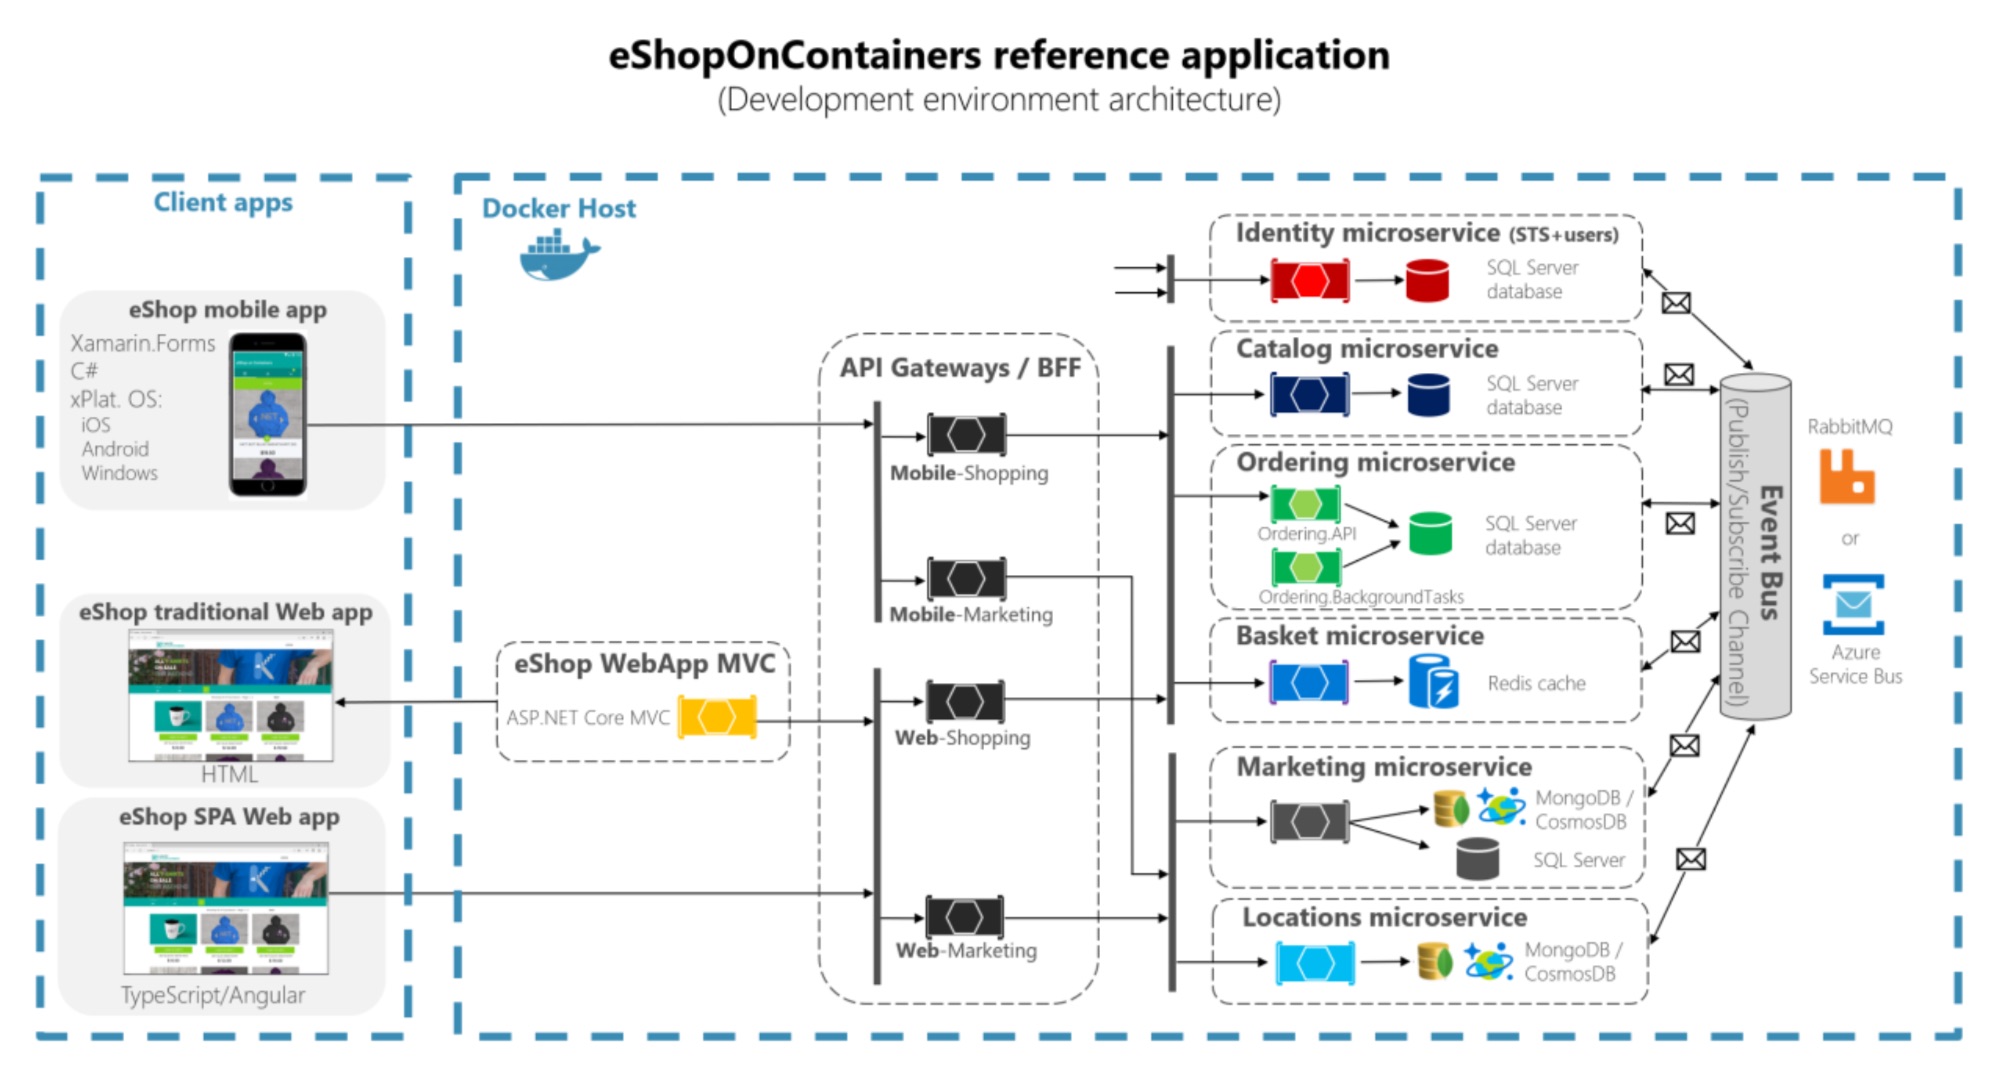 eShopOnContainers reference application
(Development environment architecture)
Client apps
eShop mobile app
Xamarin.Forms
C#
xPlat. OS:
iOS
Android
Windows
eShop traditional Web app
HTML
eShop SPA Web app
TypeScript/Angular
Docker Host
eShop WebApp MVC
ASP.NET Core MVC
API Gateways / BFF
Mobile-Shopping
Mobile-Marketing
Web-Shopping
Web-Marketing
Identity microservice (STS+users)
SQL Server
database
Catalog microservice
SQL Server
database
Ordering microservice
Ordering.API
Ordering.BackgroundTasks
SQL Server
database
Basket microservice
Redis cache
Marketing microservice
MongoDB /
CosmosDB
SQL Server
Locations microservice
MongoDB /
CosmosDB
Event Bus
(Publish/Subscribe Channel)
RabbitMQ
or
Azure
Service Bus